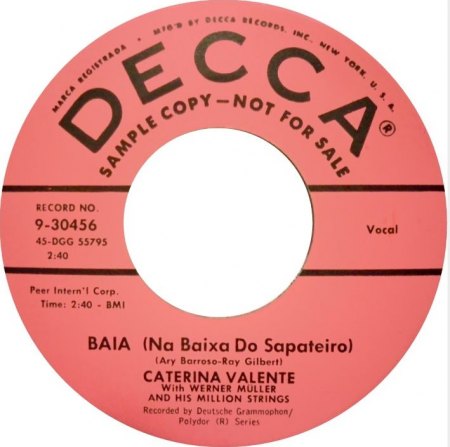 MARCA REGISTRADA • MFG'D BY DECCA RECORDS, INC., NEW YORK, U. S. A.
DECCA®
SAMPLE COPY—NOT FOR SALE
RECORD NO.
9-30456
45-DGG 55795
2:40
Vocal
Peer Intern'l Corp.
Time: 2:40 - BMI
BAIA (Na Baixa Do Sapateiro)
(Ary Barroso-Ray Gilbert)
CATERINA VALENTE
With WERNER MULLER
AND HIS MILLION STRINGS
Recorded by Deutsche Grammophon/
Polydor (R) Series